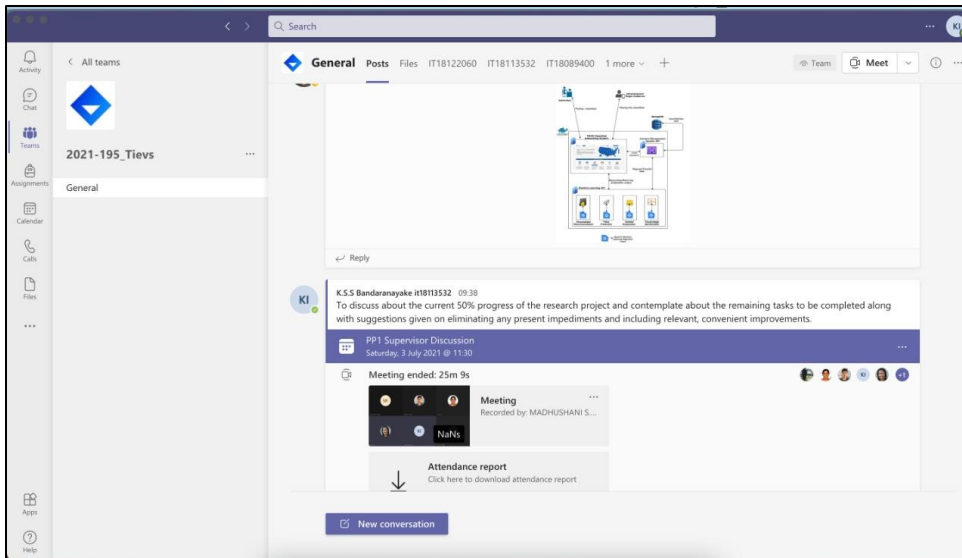 Search
KI
Activity
Chat
Teams
Assignments
Calendar
Calls
Files
Apps
Help
All teams
2021-195_Tievs
General
General Posts Files IT18122060 IT18113532 IT18089400 1 more
Team
Meet
Reply
KI
K.S.S Bandaranayake it18113532 09:38
To discuss about the current 50% progress of the research project and contemplate about the remaining tasks to be completed along
with suggestions given on eliminating any present impediments and including relevant, convenient improvements.
PP1 Supervisor Discussion
Saturday, 3 July 2021 @ 11:30
Meeting ended: 25m 9s
KI
+1
KI
NaNs
Meeting
Recorded by: MADHUSHANI S...
Attendance report
Click here to download attendance report
New conversation